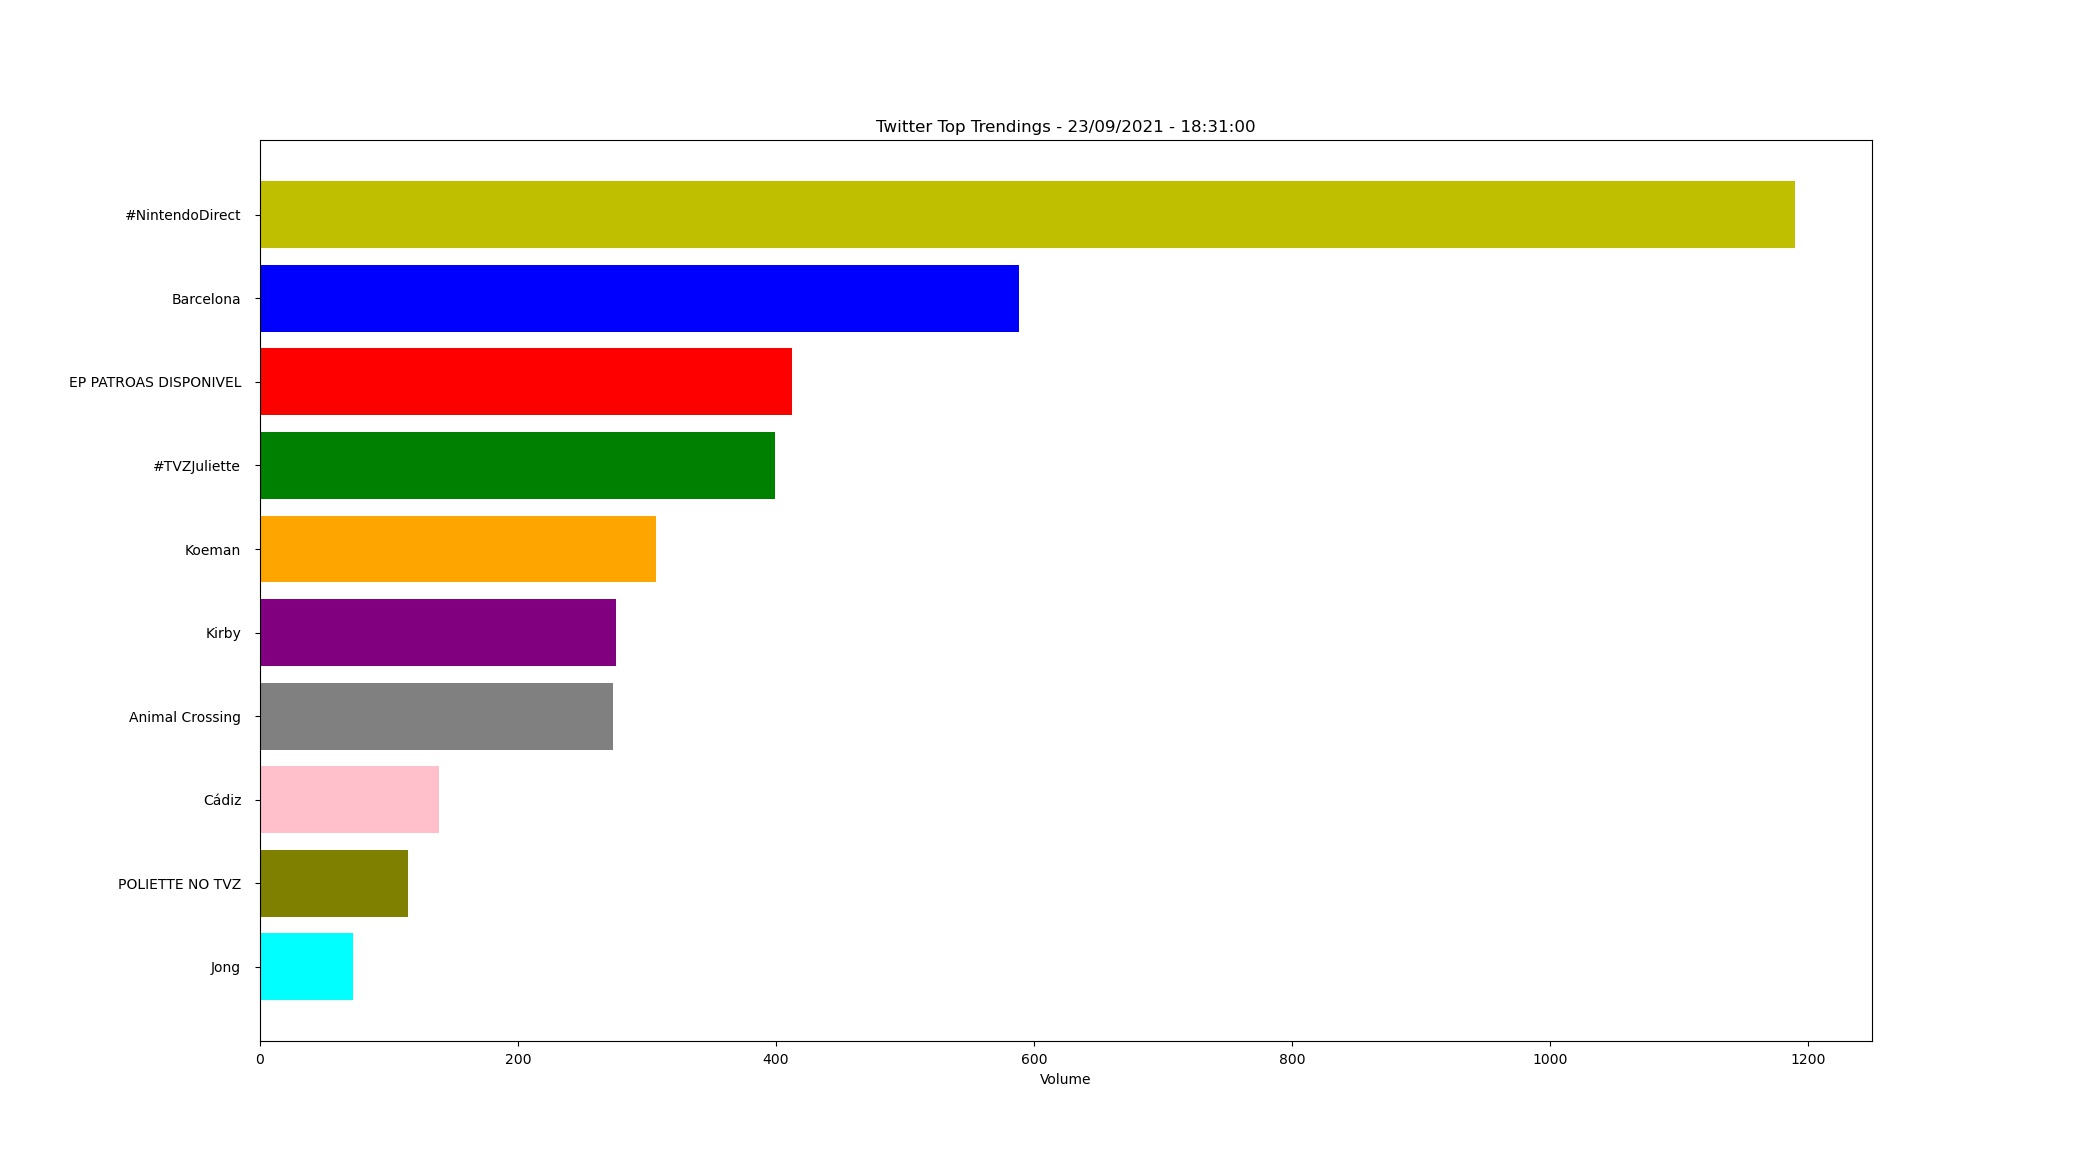 Twitter Top Trendings - 23/09/2021 - 18:31:00
#NintendoDirect
Barcelona
EP PATROAS DISPONIVEL
#TVZJuliette
Koeman
Kirby
Animal Crossing
Cádiz
POLIETTE NO TVZ
Jong
0 200 400 600 800 1000 1200
Volume